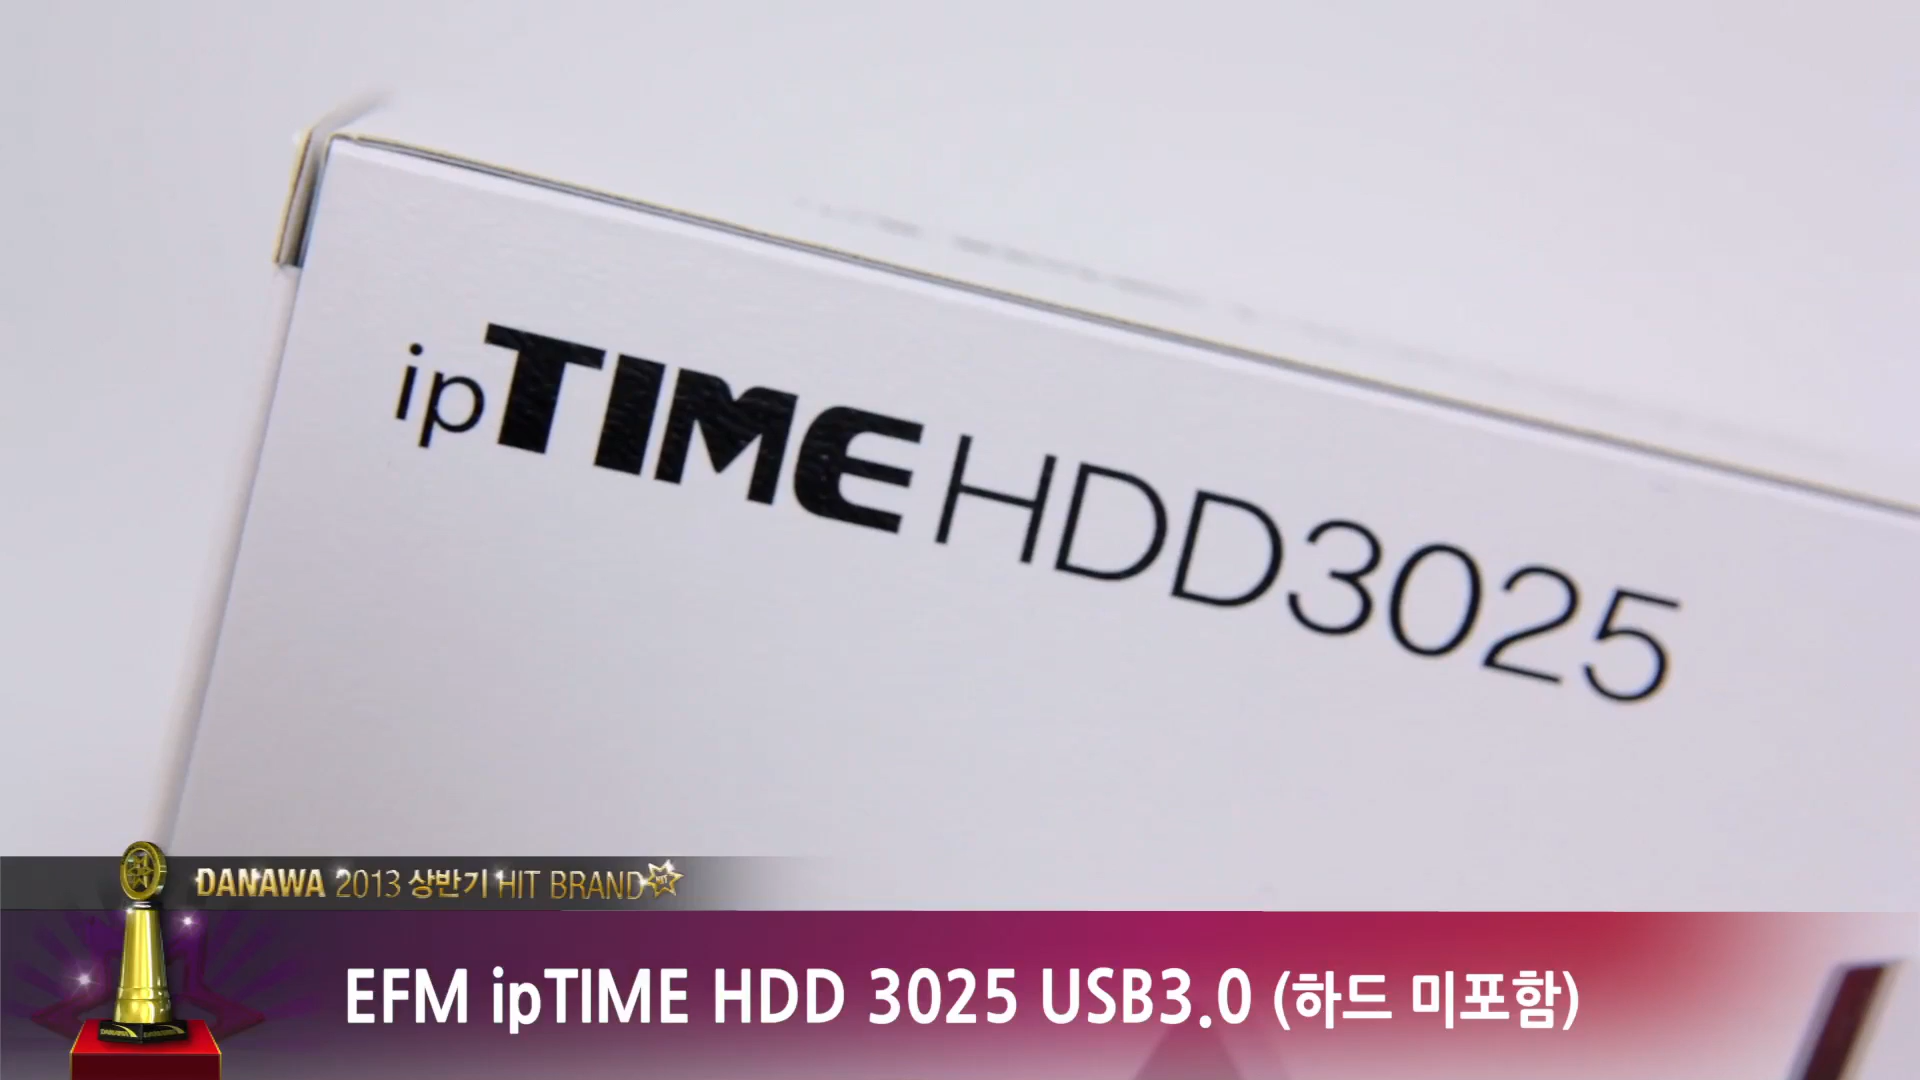 ipTIME HDD3025
DANAWA 2013 상반기 HIT BRAND HIT
EFM ipTIME HDD 3025 USB3.0 (하드 미포함)